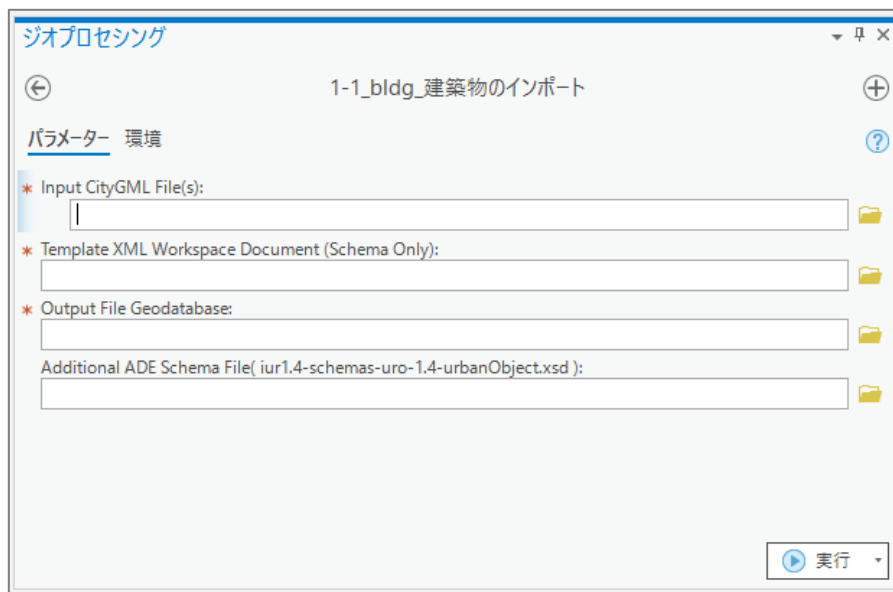 ジオプロセシング
1-1_bldg_建築物のインポート
パラメーター 環境
* Input CityGML File(s):
* Template XML Workspace Document (Schema Only):
* Output File Geodatabase:
Additional ADE Schema File( iur1.4-schemas-uro-1.4-urbanObject.xsd ):
実行